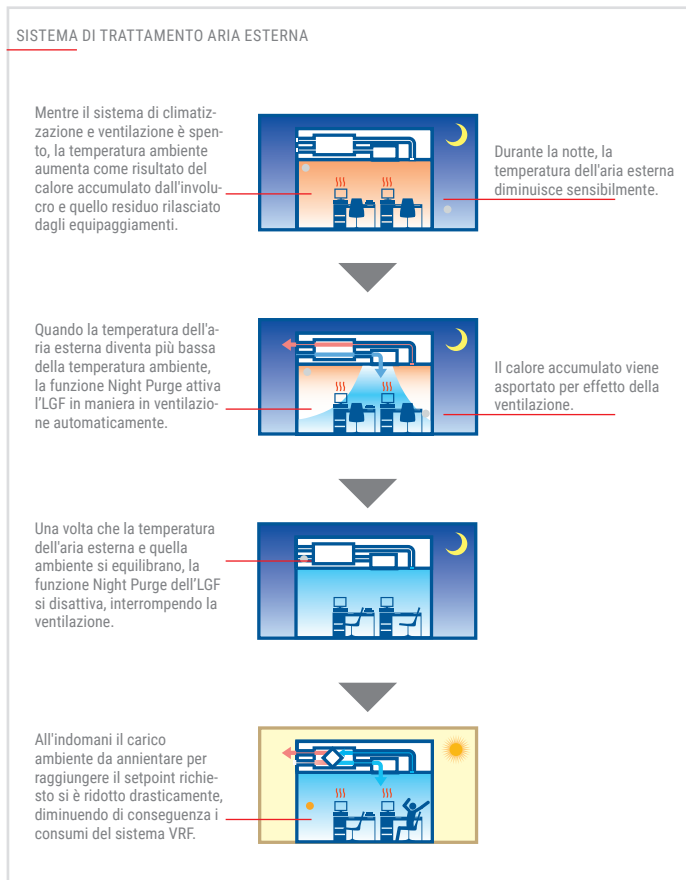 SISTEMA DI TRATTAMENTO ARIA ESTERNA
Mentre il sistema di climatiz-
zazione e ventilazione è spen-
to, la temperatura ambiente
aumenta come risultato del
calore accumulato dall'involu-
cro e quello residuo rilasciato
dagli equipaggiamenti.
Durante la notte, la
temperatura dell'aria esterna
diminuisce sensibilmente.
Quando la temperatura dell'a-
ria esterna diventa più bassa
della temperatura ambiente,
la funzione Night Purge attiva
l'LGF in maniera in ventilazio-
ne automaticamente.
Il calore accumulato viene
asportato per effetto della
ventilazione.
Una volta che la temperatura
dell'aria esterna e quella
ambiente si equilibrano, la
funzione Night Purge dell'LGF
si disattiva, interrompendo la
ventilazione.
All'indomani il carico
ambiente da annientare per
raggiungere il setpoint richie-
sto si è ridotto drasticamente,
diminuendo di conseguenza i
consumi del sistema VRF.